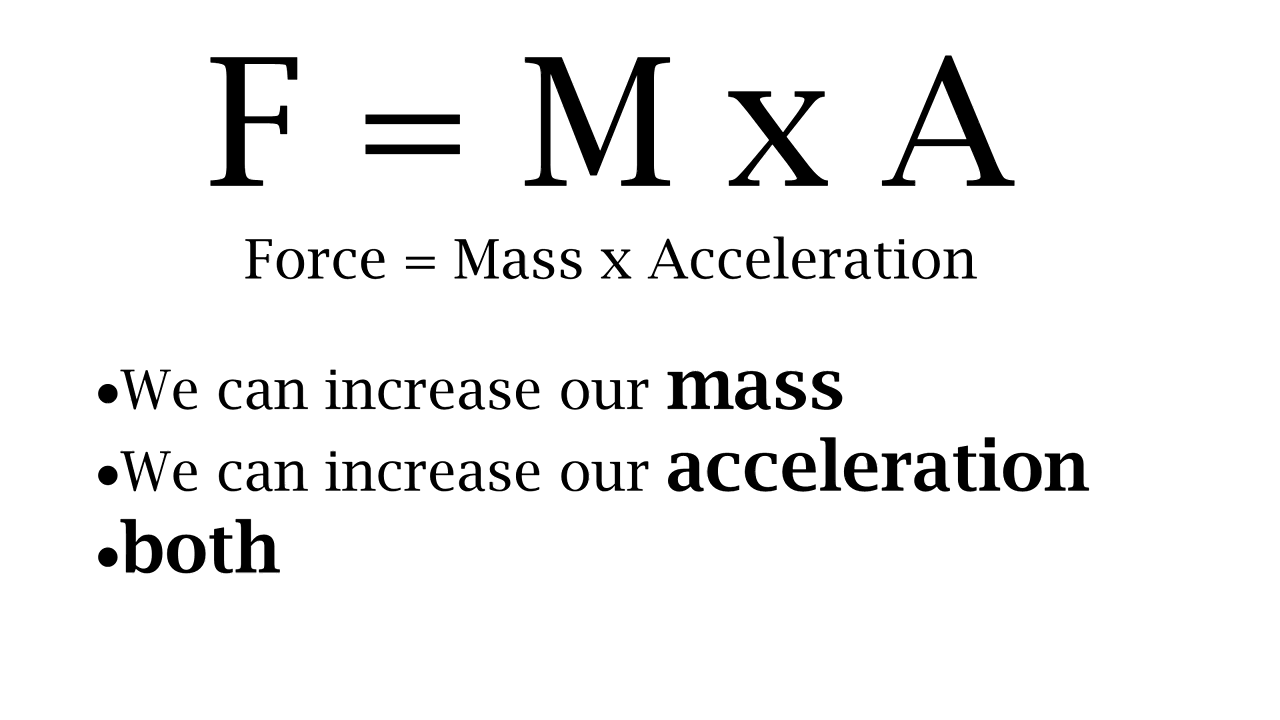 F = M x A
Force = Mass x Acceleration
•We can increase our mass
•We can increase our acceleration
•both